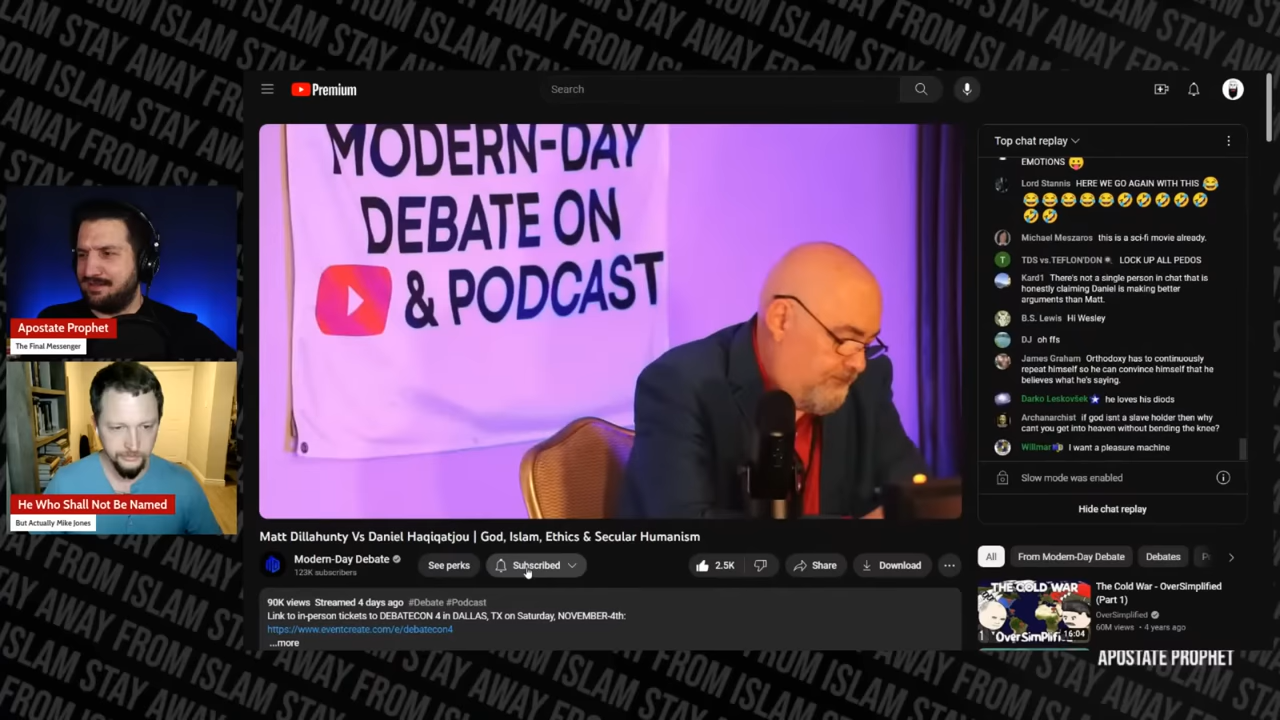 STAY AWAY FROM ISLAM
Premium
Search
MODERN-DAY
DEBATE ON
& PODCAST
Top chat replay
EMOTIONS 😛
Lord Stannis HERE WE GO AGAIN WITH THIS 😂
😂😂😂😂😂🤣🤣🤣🤣🤣
🤣🤣
Michael Meszaros this is a sci-fi movie already.
T TDS vs.TEFLON'DON LOCK UP ALL PEDOS
Kard1 There's not a single person in chat that is
honestly claiming Daniel is making better
arguments than Matt.
B.S. Lewis Hi Wesley
DJ oh ffs
James Graham Orthodoxy has to continuously
repeat himself so he can convince himself that he
believes what he's saying.
Darko Leskovšek he loves his diods
Archanarchist if god isnt a slave holder then why
cant you get into heaven without bending the knee?
Willmar I want a pleasure machine
Slow mode was enabled
Hide chat replay
Apostate Prophet
The Final Messenger
He Who Shall Not Be Named
But Actually Mike Jones
Matt Dillahunty Vs Daniel Haqiqatjou | God, Islam, Ethics & Secular Humanism
Modern-Day Debate
123K subscribers
See perks
Subscribed
2.5K
Share
Download
90K views Streamed 4 days ago #Debate #Podcast
Link to in-person tickets to DEBATECON 4 in DALLAS, TX on Saturday, NOVEMBER-4th:
https://www.eventcreate.com/e/debatecon4
...more
All
From Modern-Day Debate
Debates
THE COLD WAR
OverSimplifi
16:04
The Cold War - OverSimplified
(Part 1)
OverSimplified
60M views • 4 years ago
APOSTATE PROPHET